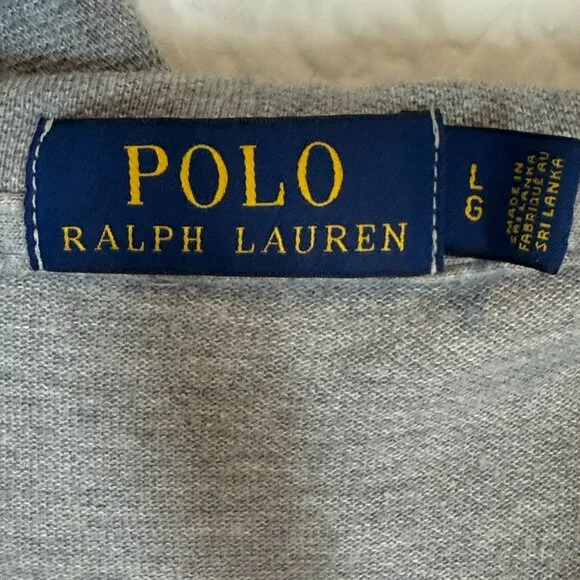 POLO
RALPH LAUREN
L
G
MADE IN
SRI LANKA
FABRIQUÉ AU
SRI LANKA